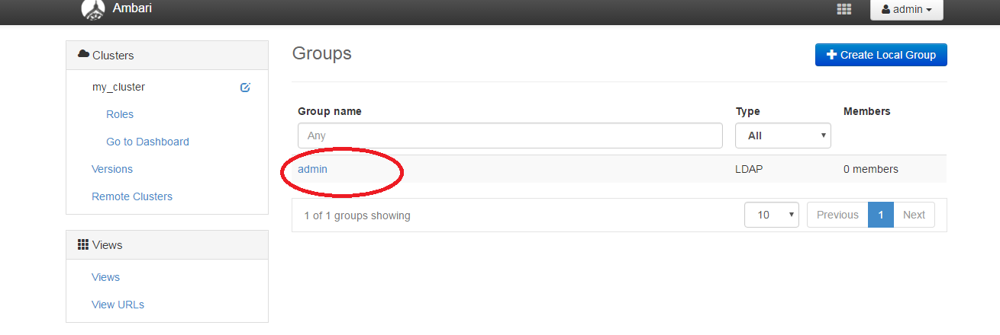 Ambari
admin
Clusters
my_cluster
Roles
Go to Dashboard
Versions
Remote Clusters
Views
Views
View URLs
Groups
Create Local Group
Group name Type Members
Any All
admin LDAP 0 members
1 of 1 groups showing 10 Previous 1 Next